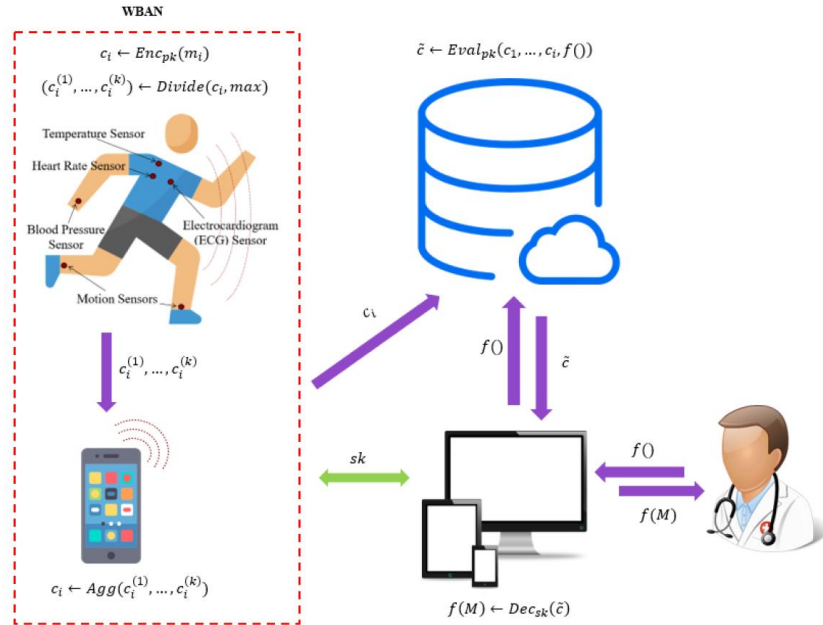 WBAN
c_i ← Enc_pk(m_i)
(c_i^(1), …, c_i^(k)) ← Divide(c_i, max)
Temperature Sensor
Heart Rate Sensor
Blood Pressure
Sensor
Electrocardiogram
(ECG) Sensor
Motion Sensors
c_i^(1), …, c_i^(k)
c_i ← Agg(c_i^(1), …, c_i^(k))
c̃ ← Eval_pk(c_1, …, c_i, f())
ci
f()
c̃
sk
f()
f(M)
f(M) ← Dec_sk(c̃)